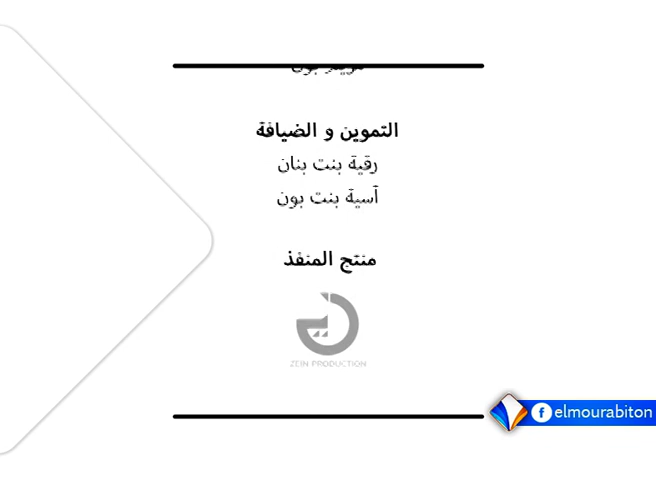 التموين و الضيافة
رقية بنت بنان
آسية بنت بون
منتج المنفذ
ZEIN PRODUCTION
elmourabiton